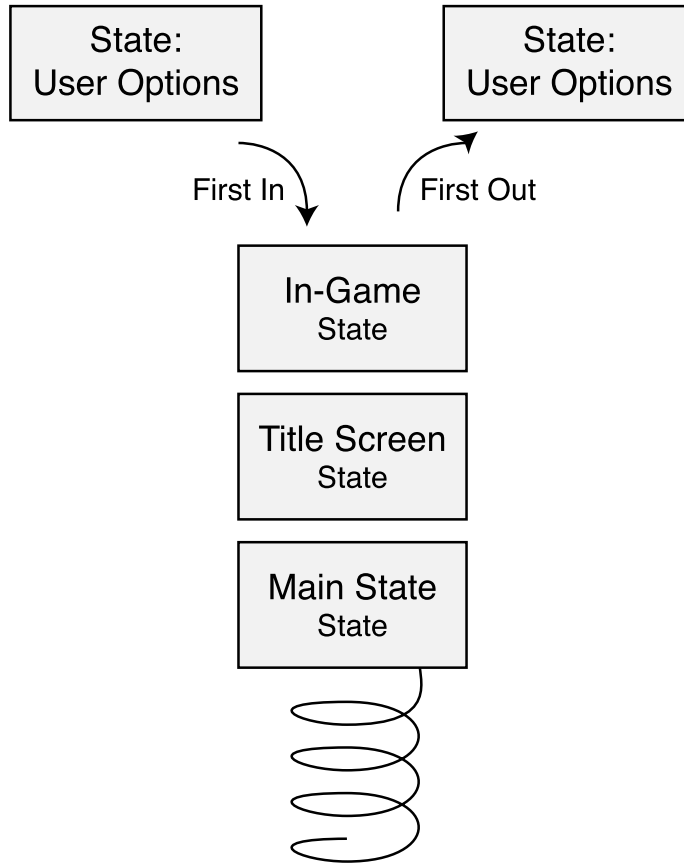 State:
User Options
State:
User Options
First In
First Out
In-Game
State
Title Screen
State
Main State
State